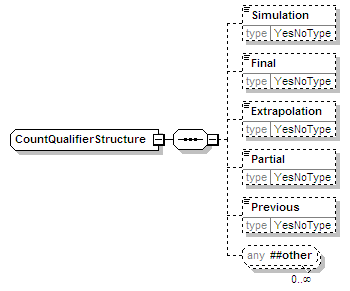 Simulation
type YesNoType
Final
type YesNoType
Extrapolation
type YesNoType
CountQualifierStructure
Partial
type YesNoType
Previous
type YesNoType
any ##other
0..∞